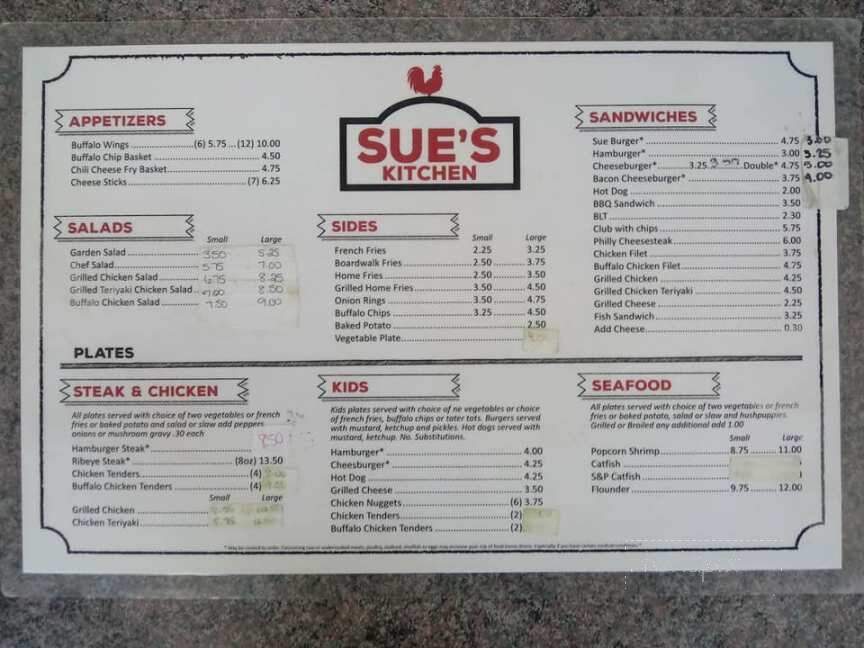 SUE'S
KITCHEN
APPETIZERS
Buffalo Wings (6) 5.75 ... (12) 10.00
Buffalo Chip Basket 4.50
Chili Cheese Fry Basket 4.75
Cheese Sticks (7) 6.25
SALADS
Small Large
Garden Salad 3.50 5.25
Chef Salad 5.75 7.00
Grilled Chicken Salad 6.75 8.25
Grilled Teriyaki Chicken Salad 7.00 8.50
Buffalo Chicken Salad 7.50 9.00
SIDES
Small Large
French Fries 2.25 3.25
Boardwalk Fries 2.50 3.75
Home Fries 2.50 3.50
Grilled Home Fries 3.50 4.50
Onion Rings 3.50 4.75
Buffalo Chips 3.25 4.50
Baked Potato 2.50
Vegetable Plate
SANDWICHES
Sue Burger* 4.75 5.00
Hamburger* 3.00 3.25
Cheeseburger* 3.25 Double* 4.75 5.00
Bacon Cheeseburger* 3.75 4.00
Hot Dog 2.00
BBQ Sandwich 3.50
BLT 2.30
Club with chips 5.75
Philly Cheesesteak 6.00
Chicken Filet 3.75
Buffalo Chicken Filet 4.75
Grilled Chicken 4.25
Grilled Chicken Teriyaki 4.50
Grilled Cheese 2.25
Fish Sandwich 3.25
Add Cheese 0.30
PLATES
STEAK & CHICKEN
All plates served with choice of two vegetables or french
fries or baked potato and salad or slaw add peppers
onions or mushroom gravy .30 each
Hamburger Steak* 8.50
Ribeye Steak* (8oz) 13.50
Chicken Tenders (4)
Buffalo Chicken Tenders (4)
Small Large
Grilled Chicken
Chicken Teriyaki
KIDS
Kids plates served with choice of ne vegetables or choice
of french fries, buffalo chips or tater tots. Burgers served
with mustard, ketchup and pickles. Hot dogs served with
mustard, ketchup. No. Substitutions.
Hamburger* 4.00
Cheesburger* 4.25
Hot Dog 4.25
Grilled Cheese 3.50
Chicken Nuggets (6) 3.75
Chicken Tenders (2)
Buffalo Chicken Tenders (2)
SEAFOOD
All plates served with choice of two vegetables or french
fries or baked potato, salad or slaw and hushpuppies.
Grilled or Broiled any additional add 1.00
Small Large
Popcorn Shrimp 8.75 11.00
Catfish
S&P Catfish
Flounder 9.75 12.00